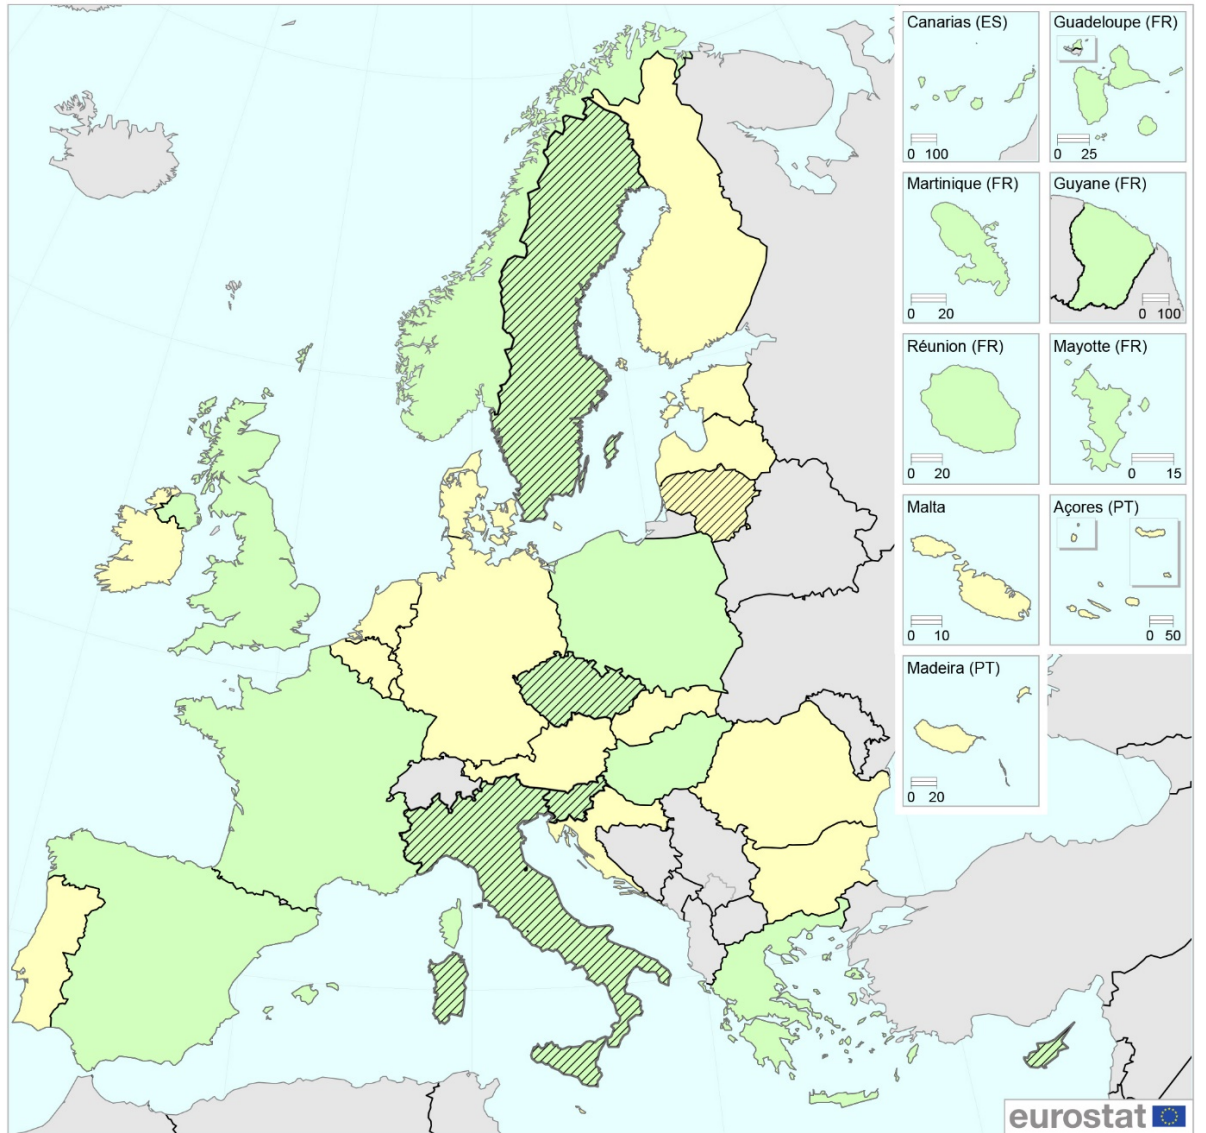 Canarias (ES)
0 100
Guadeloupe (FR)
0 25
Martinique (FR)
0 20
Guyane (FR)
0 100
Réunion (FR)
0 20
Mayotte (FR)
0 15
Malta
0 10
Açores (PT)
0 50
Madeira (PT)
0 20
eurostat